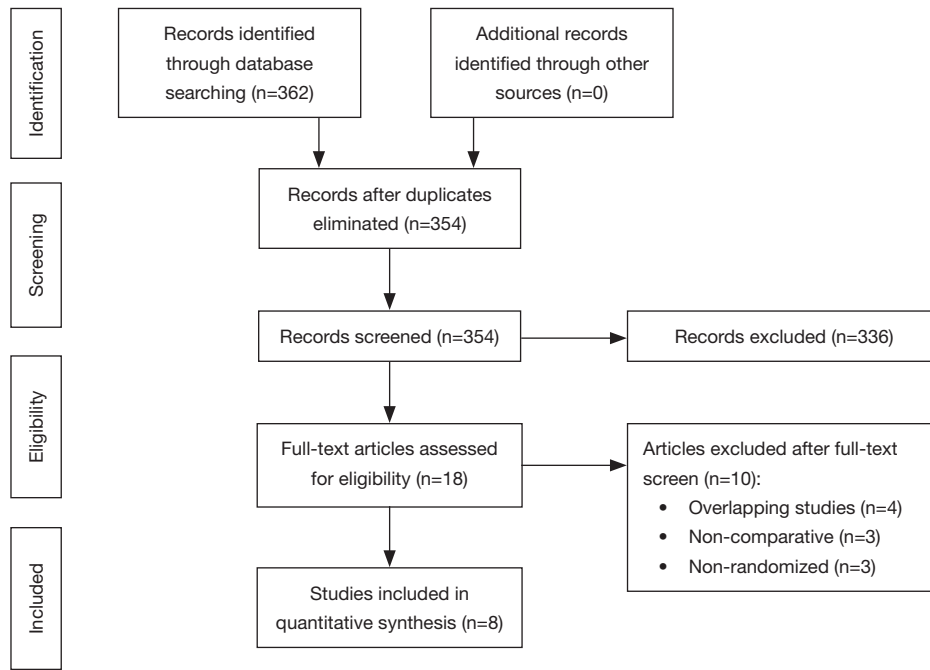 Identification
Records identified
through database
searching (n=362)
Additional records
identified through other
sources (n=0)
Screening
Records after duplicates
eliminated (n=354)
Records screened (n=354)
Records excluded (n=336)
Eligibility
Full-text articles assessed
for eligibility (n=18)
Articles excluded after full-text
screen (n=10):
• Overlapping studies (n=4)
• Non-comparative (n=3)
• Non-randomized (n=3)
Included
Studies included in
quantitative synthesis (n=8)